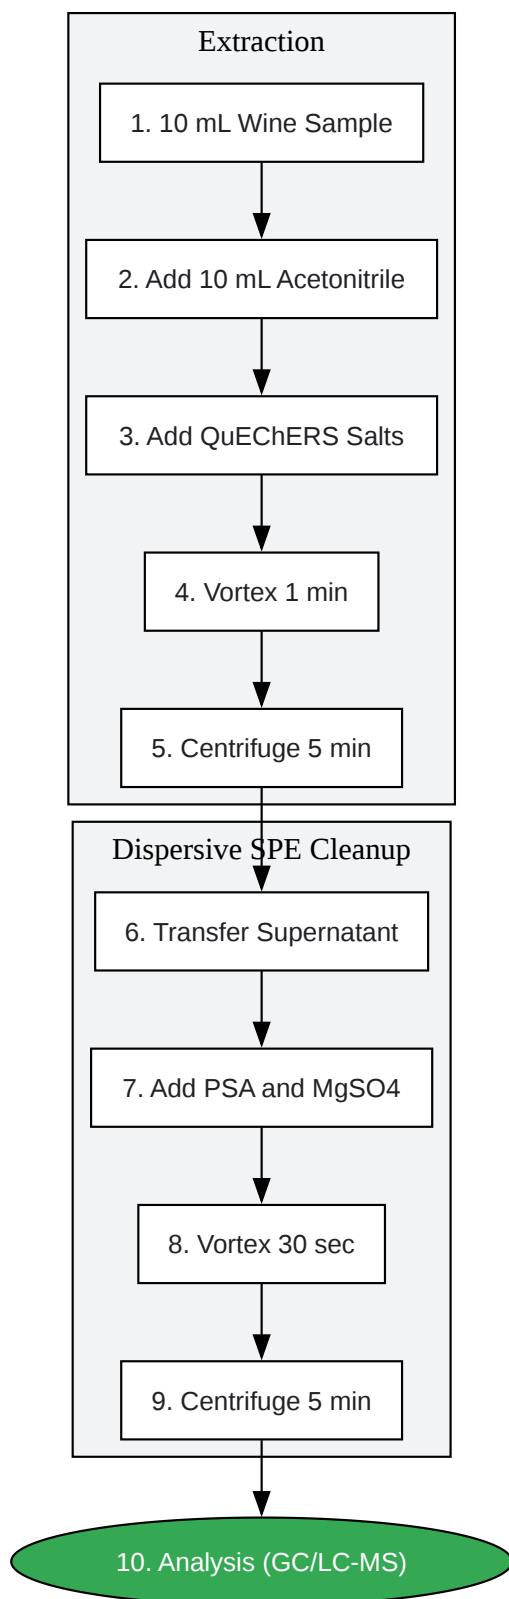 Extraction
1. 10 mL Wine Sample
2. Add 10 mL Acetonitrile
3. Add QuEChERS Salts
4. Vortex 1 min
5. Centrifuge 5 min
Dispersive SPE Cleanup
6. Transfer Supernatant
7. Add PSA and MgSO4
8. Vortex 30 sec
9. Centrifuge 5 min
10. Analysis (GC/LC-MS)